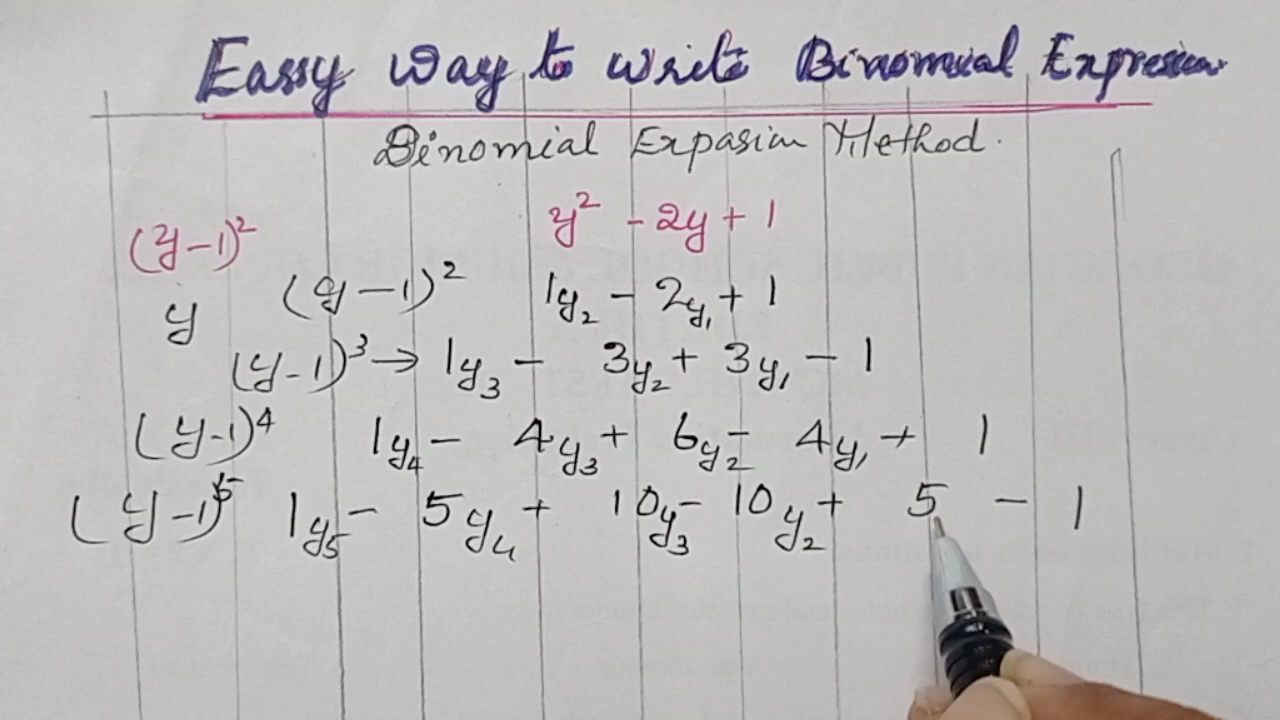 Eassy way to write Binomial Expression
Binomial Expasion Method.
(y-1)² y² - 2y + 1
y (y-1)² 1y₂ - 2y₁ + 1
(y-1)³ → 1y₃ - 3y₂ + 3y₁ - 1
(y-1)⁴ 1y₄ - 4y₃ + 6y₂ - 4y₁ + 1
(y-1)⁵ 1y₅ - 5y₄ + 10y₃ - 10y₂ + 5 - 1